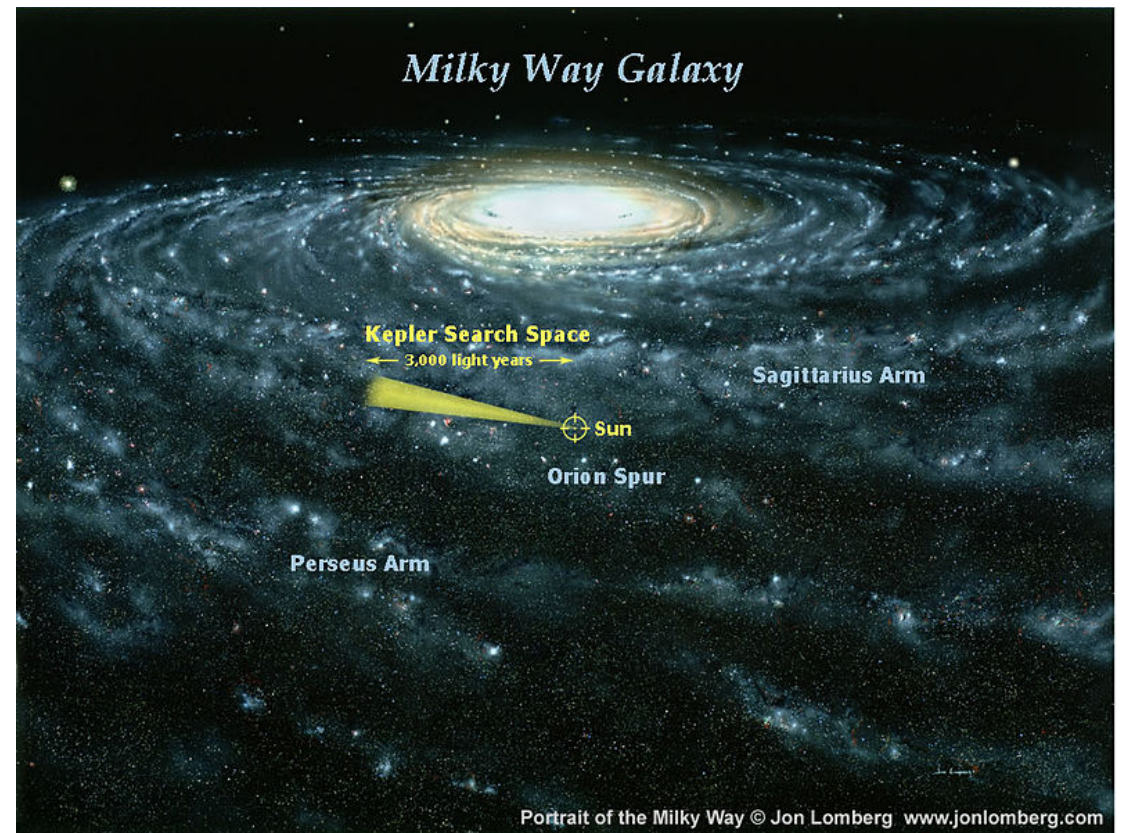 Milky Way Galaxy
Kepler Search Space
3,000 light years
Sagittarius Arm
Sun
Orion Spur
Perseus Arm
Portrait of the Milky Way © Jon Lomberg www.jonlomberg.com